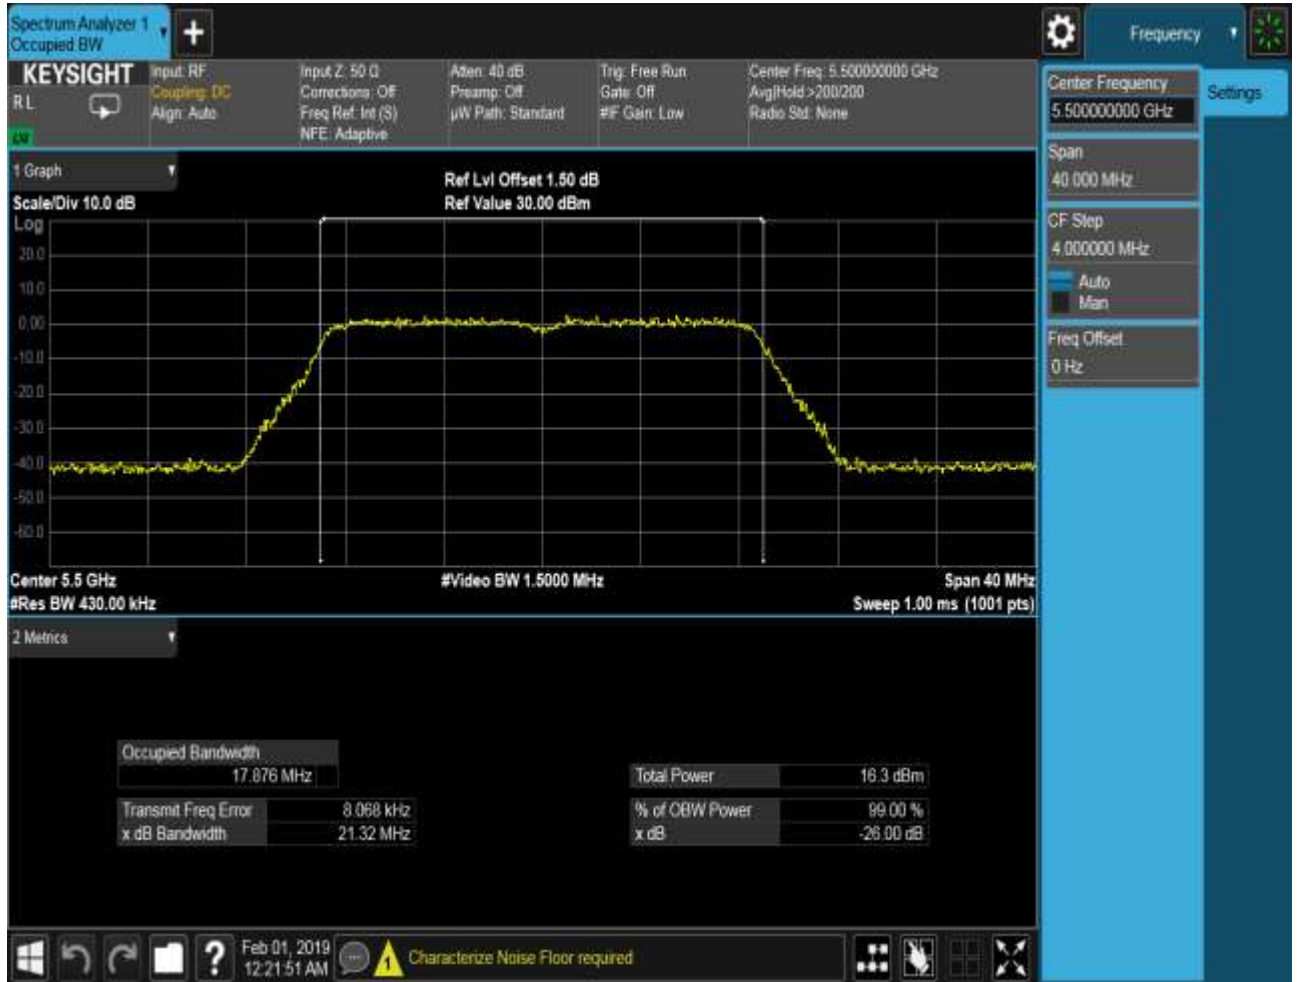 Spectrum Analyzer 1
Occupied BW
Frequency
KEYSIGHT
RL
Input: RF
Coupling: DC
Align: Auto
Input Z: 50 Ω
Corrections: Off
Freq Ref: Int (S)
NFE: Adaptive
Atten: 40 dB
Preamp: Off
µW Path: Standard
Trig: Free Run
Gate: Off
#IF Gain: Low
Center Freq: 5.500000000 GHz
Avg|Hold:>200/200
Radio Std: None
Center Frequency
5.500000000 GHz
Settings
Span
40.000 MHz
CF Step
4.000000 MHz
Auto
Man
Freq Offset
0 Hz
1 Graph
Scale/Div 10.0 dB
Ref Lvl Offset 1.50 dB
Ref Value 30.00 dBm
Log
20.0
10.0
0.00
-10.0
-20.0
-30.0
-40.0
-50.0
-60.0
Center 5.5 GHz
#Video BW 1.5000 MHz
Span 40 MHz
#Res BW 430.00 kHz
Sweep 1.00 ms (1001 pts)
2 Metrics
Occupied Bandwidth
17.876 MHz
Total Power 16.3 dBm
Transmit Freq Error 8.068 kHz
% of OBW Power 99.00 %
x dB Bandwidth 21.32 MHz
x dB -26.00 dB
?
Feb 01, 2019
12:21:51 AM
1
Characterize Noise Floor required